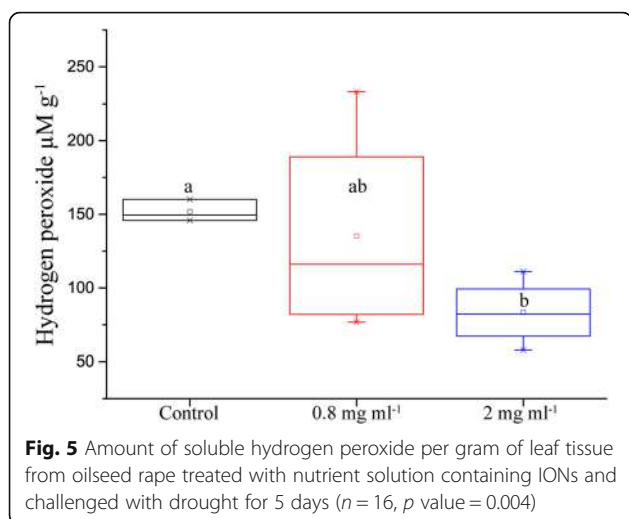 Hydrogen peroxide µM g⁻¹
250
200
150
100
50
a
ab
b
Control
0.8 mg ml⁻¹
2 mg ml⁻¹
Fig. 5 Amount of soluble hydrogen peroxide per gram of leaf tissue
from oilseed rape treated with nutrient solution containing IONs and
challenged with drought for 5 days (n = 16, p value = 0.004)